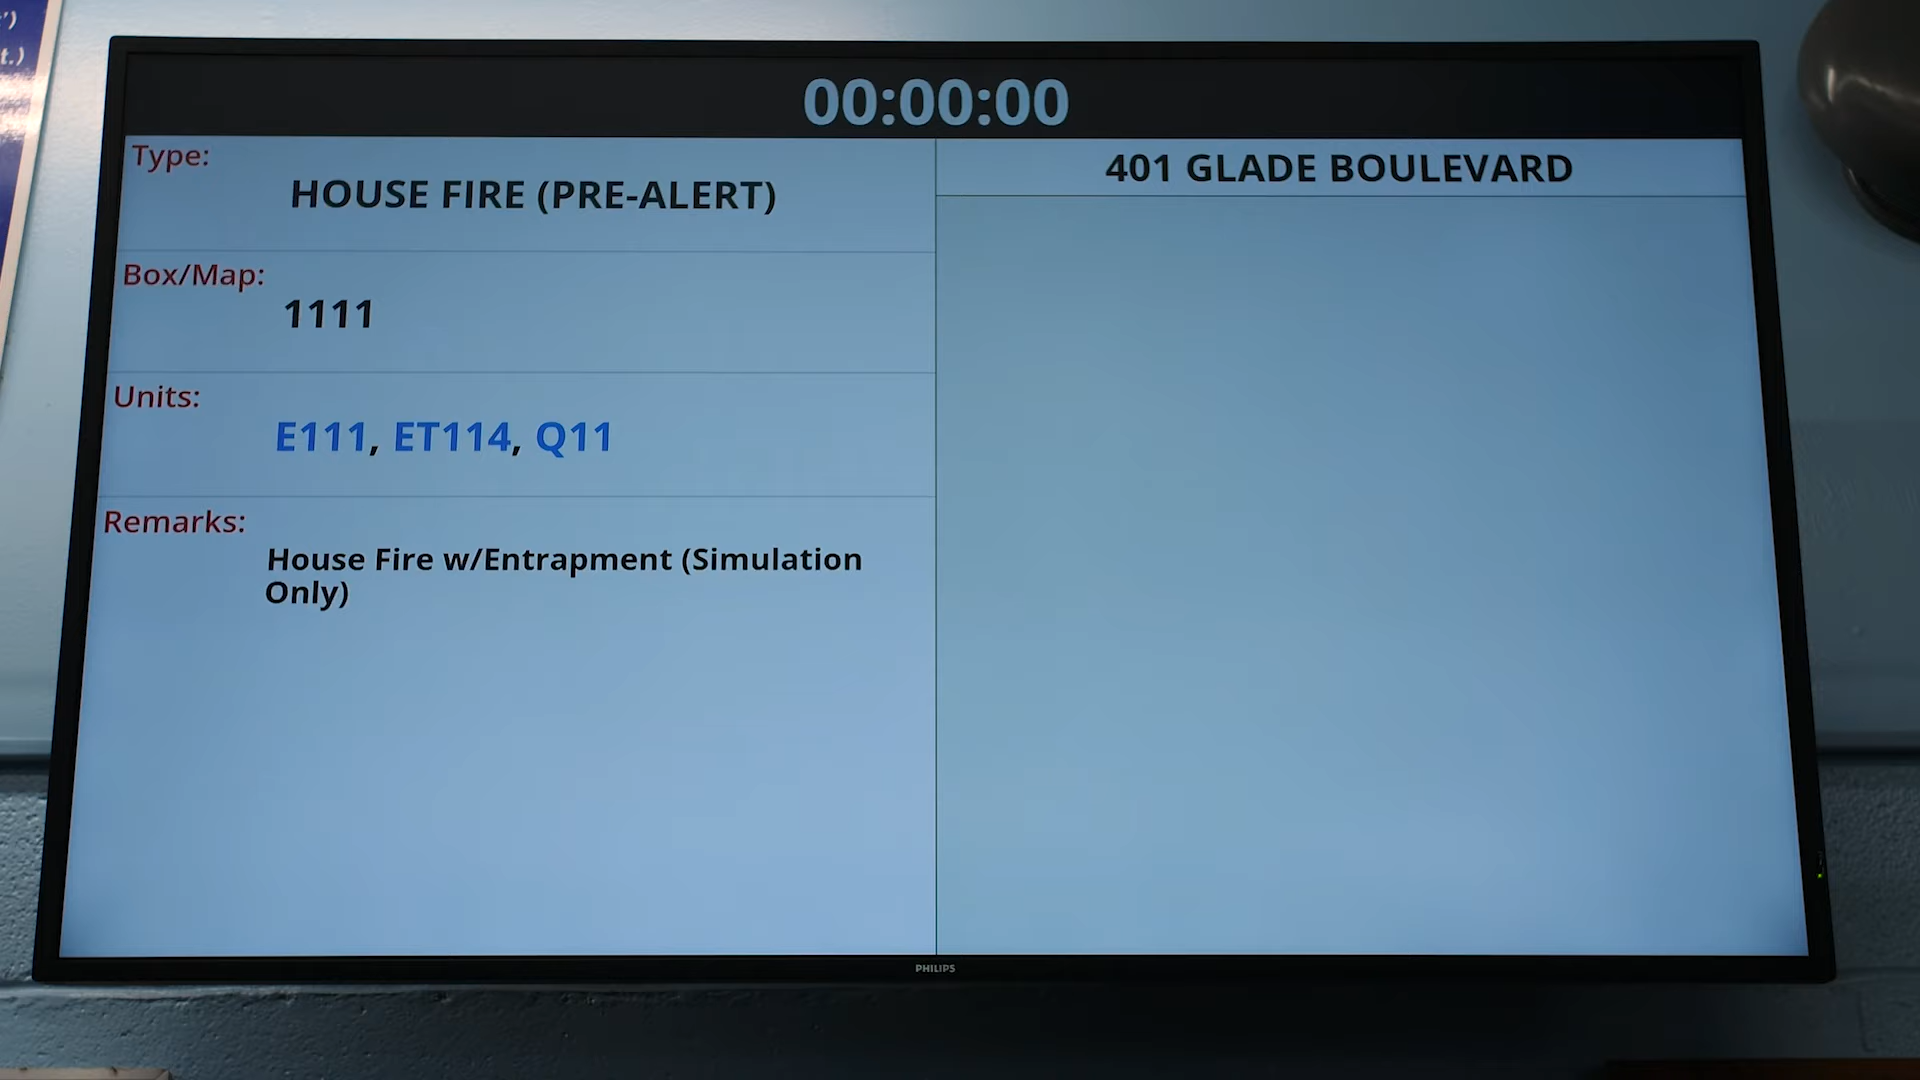 ')
t.)
00:00:00
Type:
HOUSE FIRE (PRE-ALERT)
401 GLADE BOULEVARD
Box/Map:
1111
Units:
E111, ET114, Q11
Remarks:
House Fire w/Entrapment (Simulation
Only)
PHILIPS